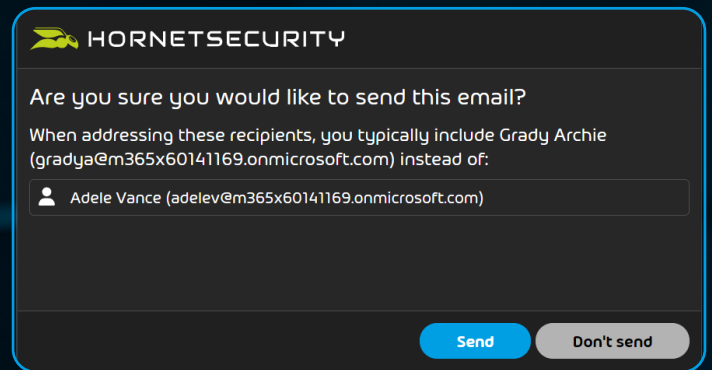 HORNETSECURITY
Are you sure you would like to send this email?
When addressing these recipients, you typically include Grady Archie
(gradya@m365x60141169.onmicrosoft.com) instead of:
Adele Vance (adelev@m365x60141169.onmicrosoft.com)
Send
Don't send